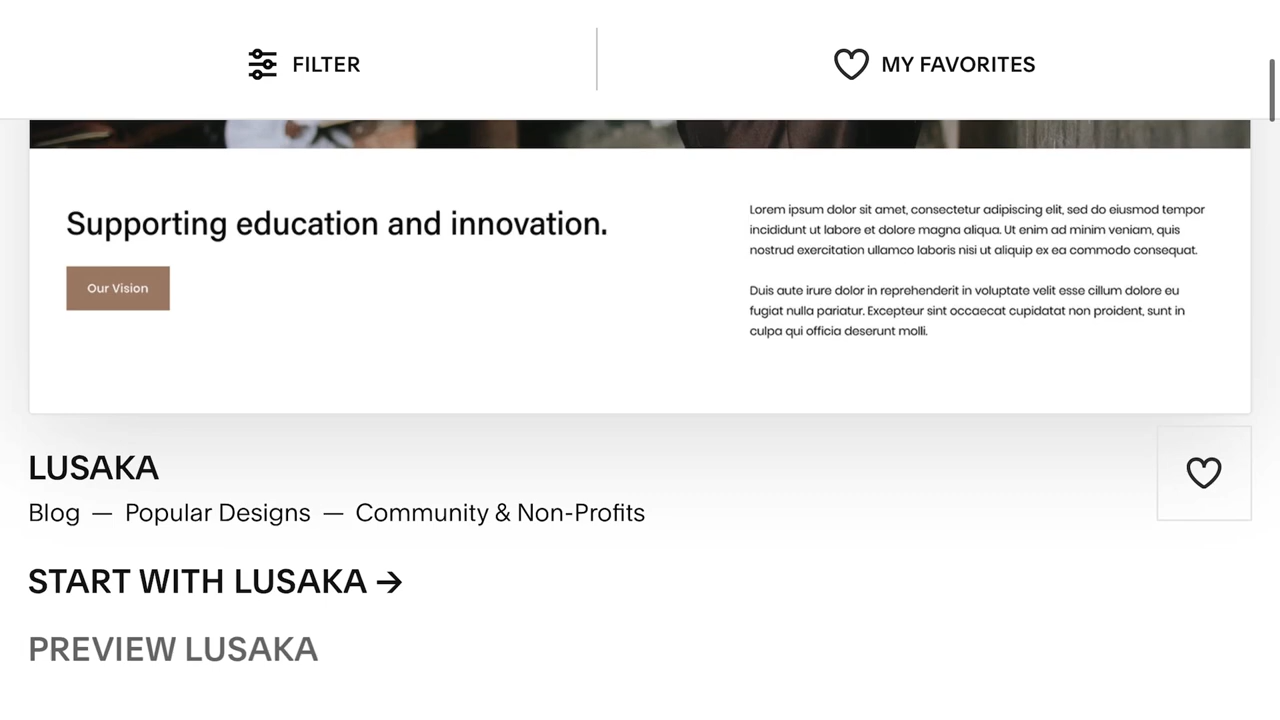 FILTER
MY FAVORITES
Supporting education and innovation.
Our Vision
Lorem ipsum dolor sit amet, consectetur adipiscing elit, sed do eiusmod tempor
incididunt ut labore et dolore magna aliqua. Ut enim ad minim veniam, quis
nostrud exercitation ullamco laboris nisi ut aliquip ex ea commodo consequat.
Duis aute irure dolor in reprehenderit in voluptate velit esse cillum dolore eu
fugiat nulla pariatur. Excepteur sint occaecat cupidatat non proident, sunt in
culpa qui officia deserunt molli.
LUSAKA
Blog — Popular Designs — Community & Non-Profits
START WITH LUSAKA →
PREVIEW LUSAKA